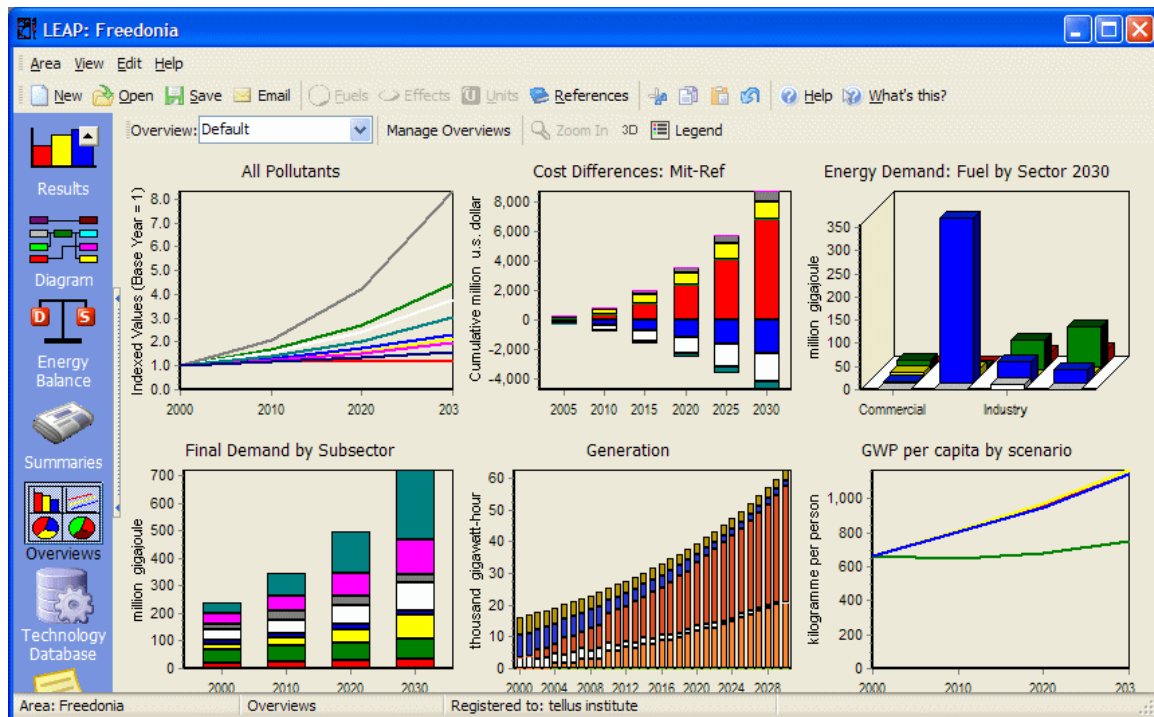 LEAP: Freedonia
Area View Edit Help
New Open Save Email Fuels Effects Units References Help What's this?
Overview: Default Manage Overviews Zoom In 3D Legend
Results
Diagram
D S
Energy
Balance
Summaries
Overviews
Technology
Database
All Pollutants
Indexed Values (Base Year = 1)
8.0
7.0
6.0
5.0
4.0
3.0
2.0
1.0
0.0
2000 2010 2020 203
Cost Differences: Mit-Ref
Cumulative million u.s. dollar
8,000
6,000
4,000
2,000
0
-2,000
-4,000
2005 2010 2015 2020 2025 2030
Energy Demand: Fuel by Sector 2030
million gigajoule
350
300
250
200
150
100
50
0
Commercial Industry
Final Demand by Subsector
million gigajoule
700
600
500
400
300
200
100
0
2000 2010 2020 2030
Generation
thousand gigawatt-hour
60
50
40
30
20
10
0
2000 2004 2008 2012 2016 2020 2024 2028
GWP per capita by scenario
kilogramme per person
1,000
800
600
400
200
0
2000 2010 2020 203
Area: Freedonia Overviews Registered to: tellus institute